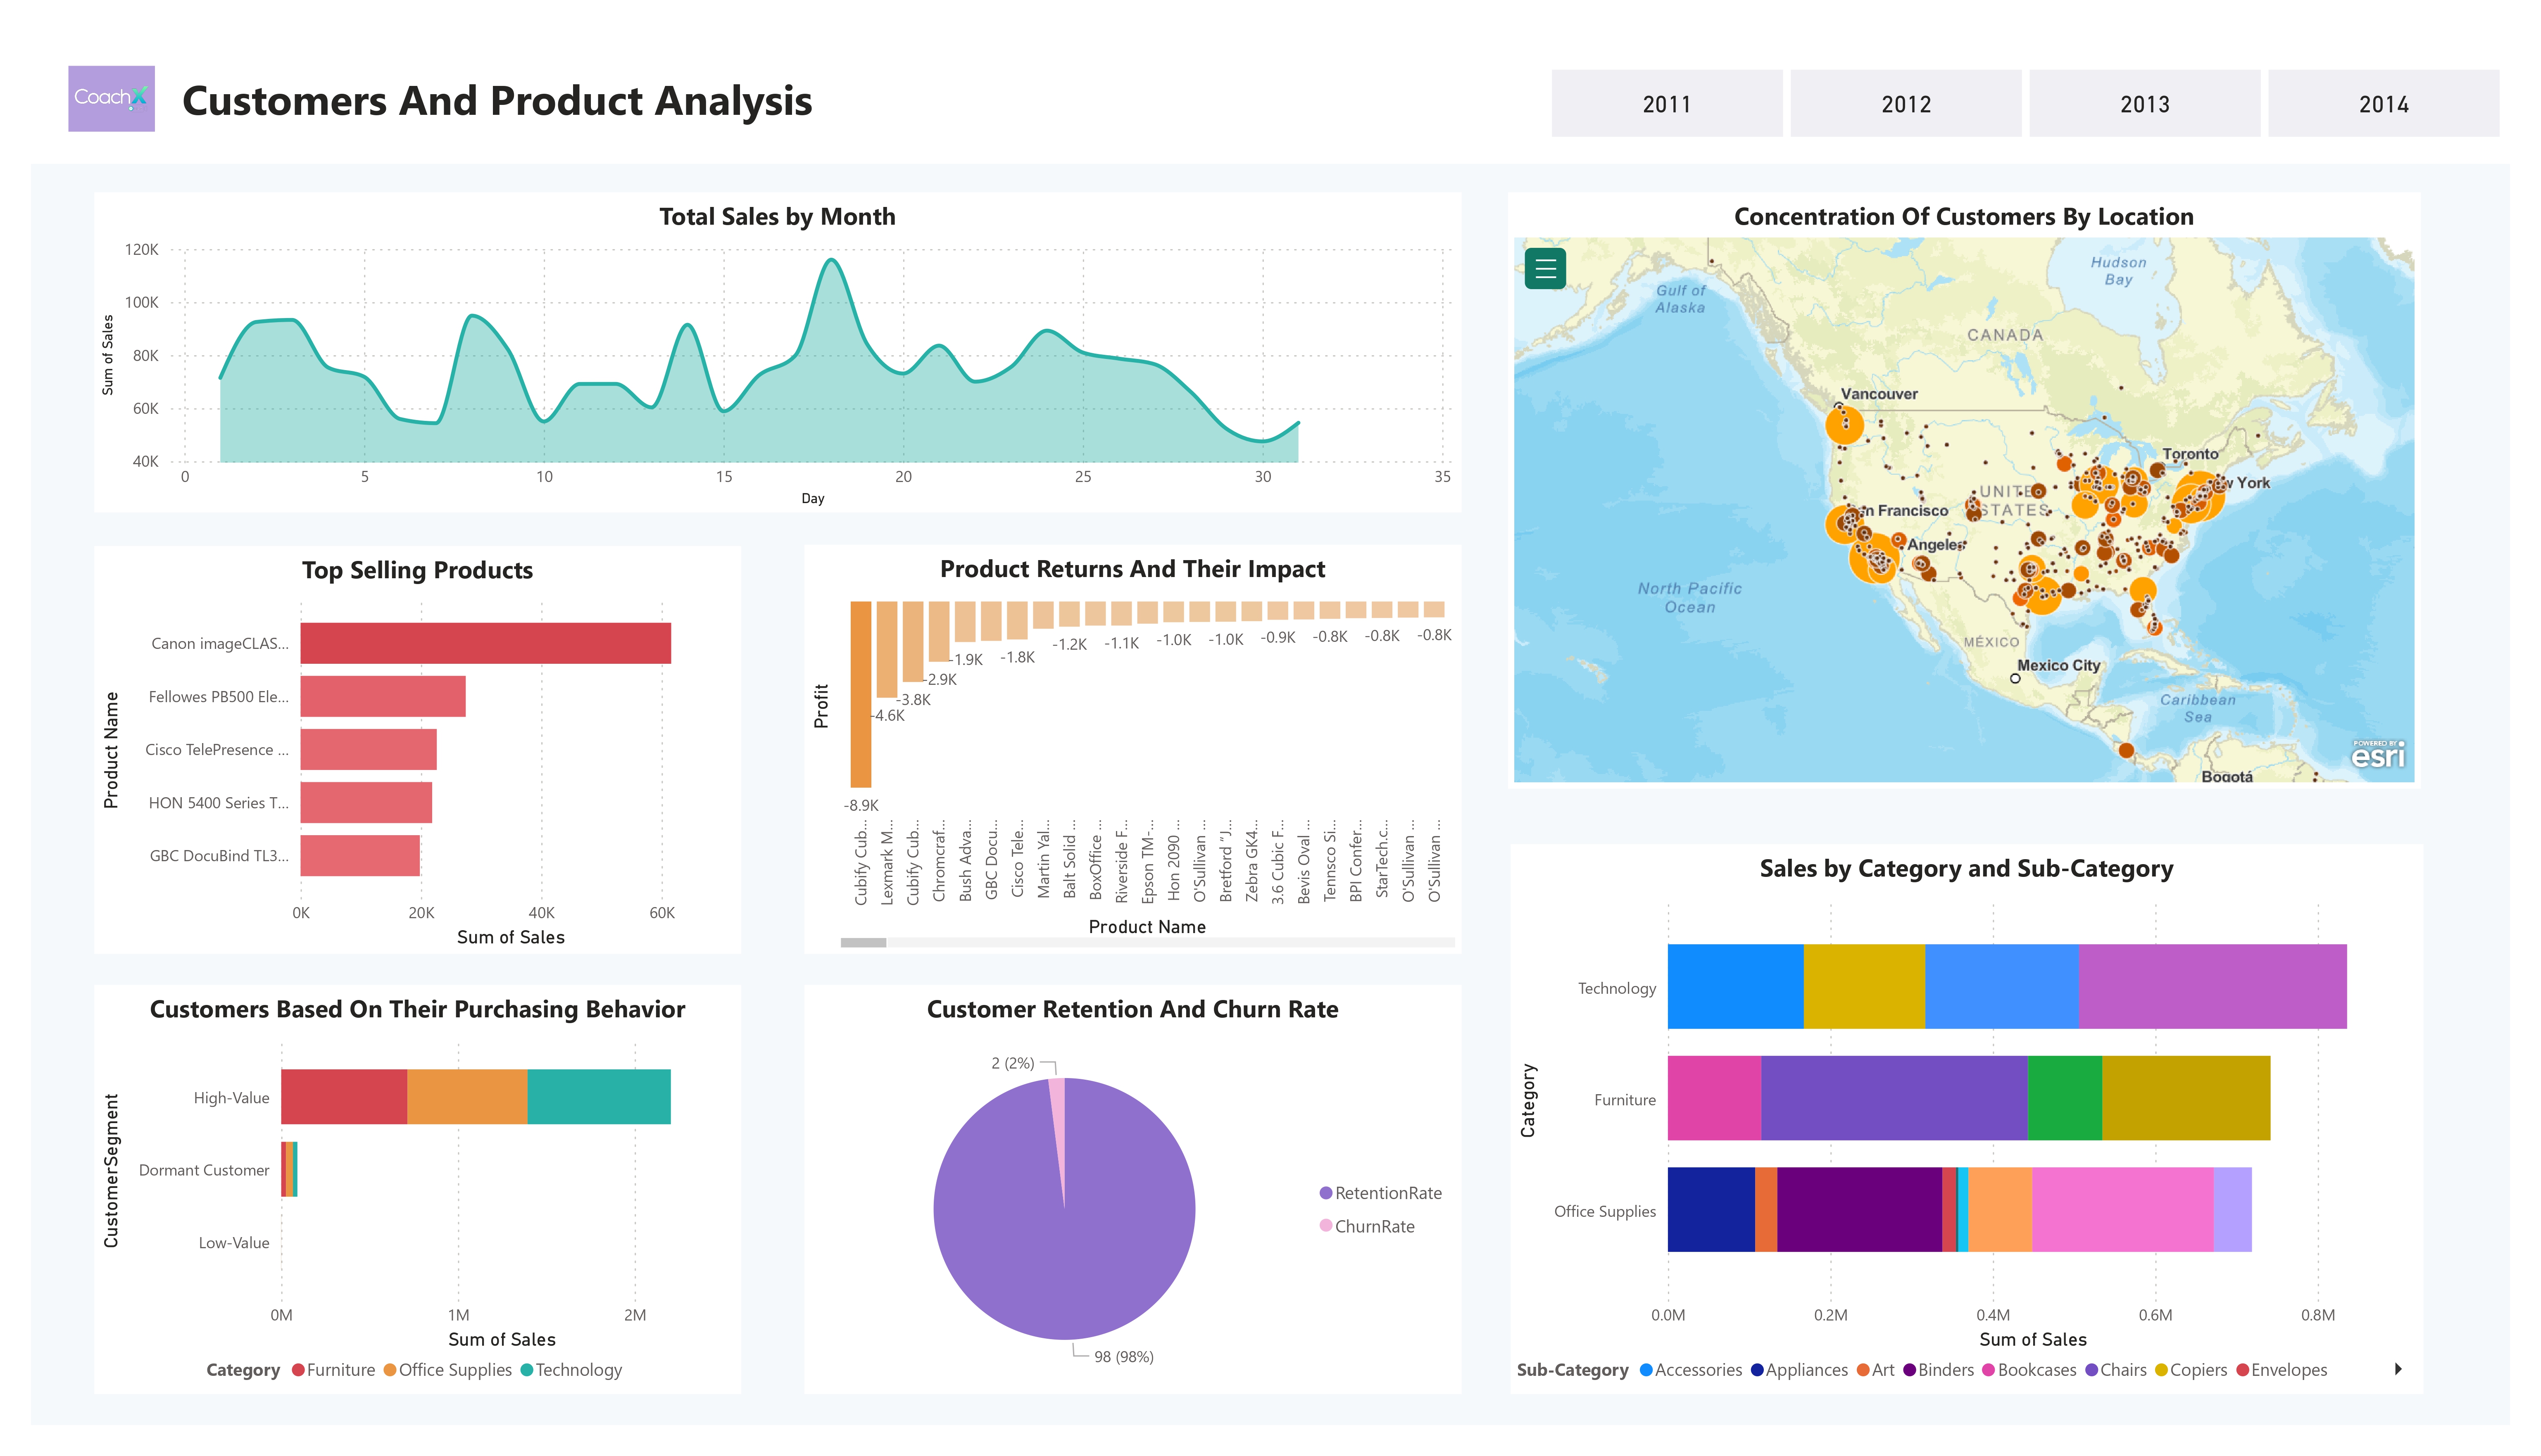 CoachX
Customers And Product Analysis
2011
2012
2013
2014
Total Sales by Month
120K
100K
80K
60K
40K
Sum of Sales
0
5
10
15
20
25
30
35
Day
Concentration Of Customers By Location
Hudson
Bay
Gulf of
Alaska
CANADA
Vancouver
Toronto
w York
UNITE
STATES
n Francisco
Angeles
North Pacific
Ocean
MÉXICO
Mexico City
Caribbean
Sea
POWERED BY
esri
Bogotá
Top Selling Products
Product Name
Canon imageCLAS...
Fellowes PB500 Ele...
Cisco TelePresence ...
HON 5400 Series T...
GBC DocuBind TL3...
0K
20K
40K
60K
Sum of Sales
Product Returns And Their Impact
Profit
-8.9K
-4.6K
-3.8K
-2.9K
-1.9K
-1.8K
-1.2K
-1.1K
-1.0K
-1.0K
-0.9K
-0.8K
-0.8K
-0.8K
Cubify Cub...
Lexmark M...
Cubify Cub...
Chromcraf...
Bush Adva...
GBC Docu...
Cisco Tele...
Martin Yal...
Balt Solid ...
BoxOffice ...
Riverside F...
Epson TM-...
Hon 2090 ...
O'Sullivan ...
Bretford “J...
Zebra GK4...
3.6 Cubic F...
Bevis Oval ...
Tennsco Si...
BPI Confer...
StarTech.c...
O'Sullivan ...
O'Sullivan ...
Product Name
Customers Based On Their Purchasing Behavior
CustomerSegment
High-Value
Dormant Customer
Low-Value
0M
1M
2M
Sum of Sales
Category Furniture Office Supplies Technology
Customer Retention And Churn Rate
2 (2%)
98 (98%)
RetentionRate
ChurnRate
Sales by Category and Sub-Category
Category
Technology
Furniture
Office Supplies
0.0M
0.2M
0.4M
0.6M
0.8M
Sum of Sales
Sub-Category Accessories Appliances Art Binders Bookcases Chairs Copiers Envelopes